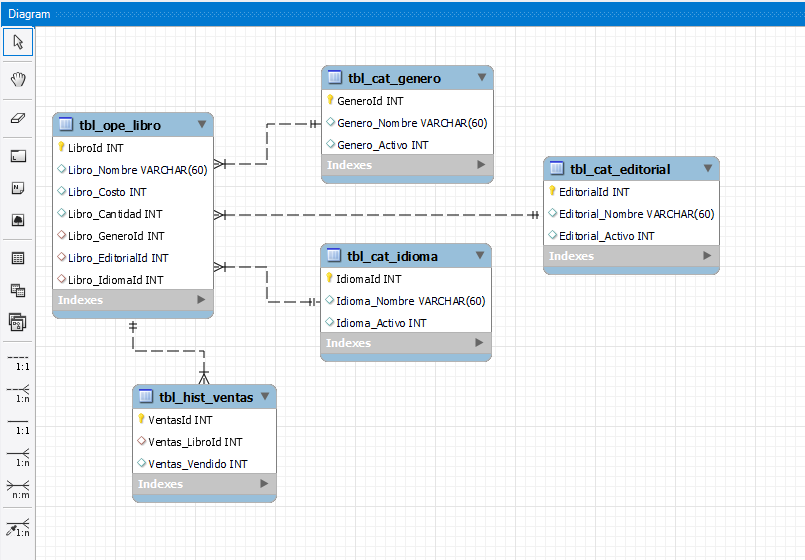 Diagram
tbl_cat_genero
GeneroId INT
Genero_Nombre VARCHAR(60)
Genero_Activo INT
Indexes
tbl_ope_libro
LibroId INT
Libro_Nombre VARCHAR(60)
Libro_Costo INT
Libro_Cantidad INT
Libro_GeneroId INT
Libro_EditorialId INT
Libro_IdiomaId INT
Indexes
tbl_cat_editorial
EditorialId INT
Editorial_Nombre VARCHAR(60)
Editorial_Activo INT
Indexes
tbl_cat_idioma
IdiomaId INT
Idioma_Nombre VARCHAR(60)
Idioma_Activo INT
Indexes
tbl_hist_ventas
VentasId INT
Ventas_LibroId INT
Ventas_Vendido INT
Indexes
1:1
1:n
1:1
1:n
n:m
1:n